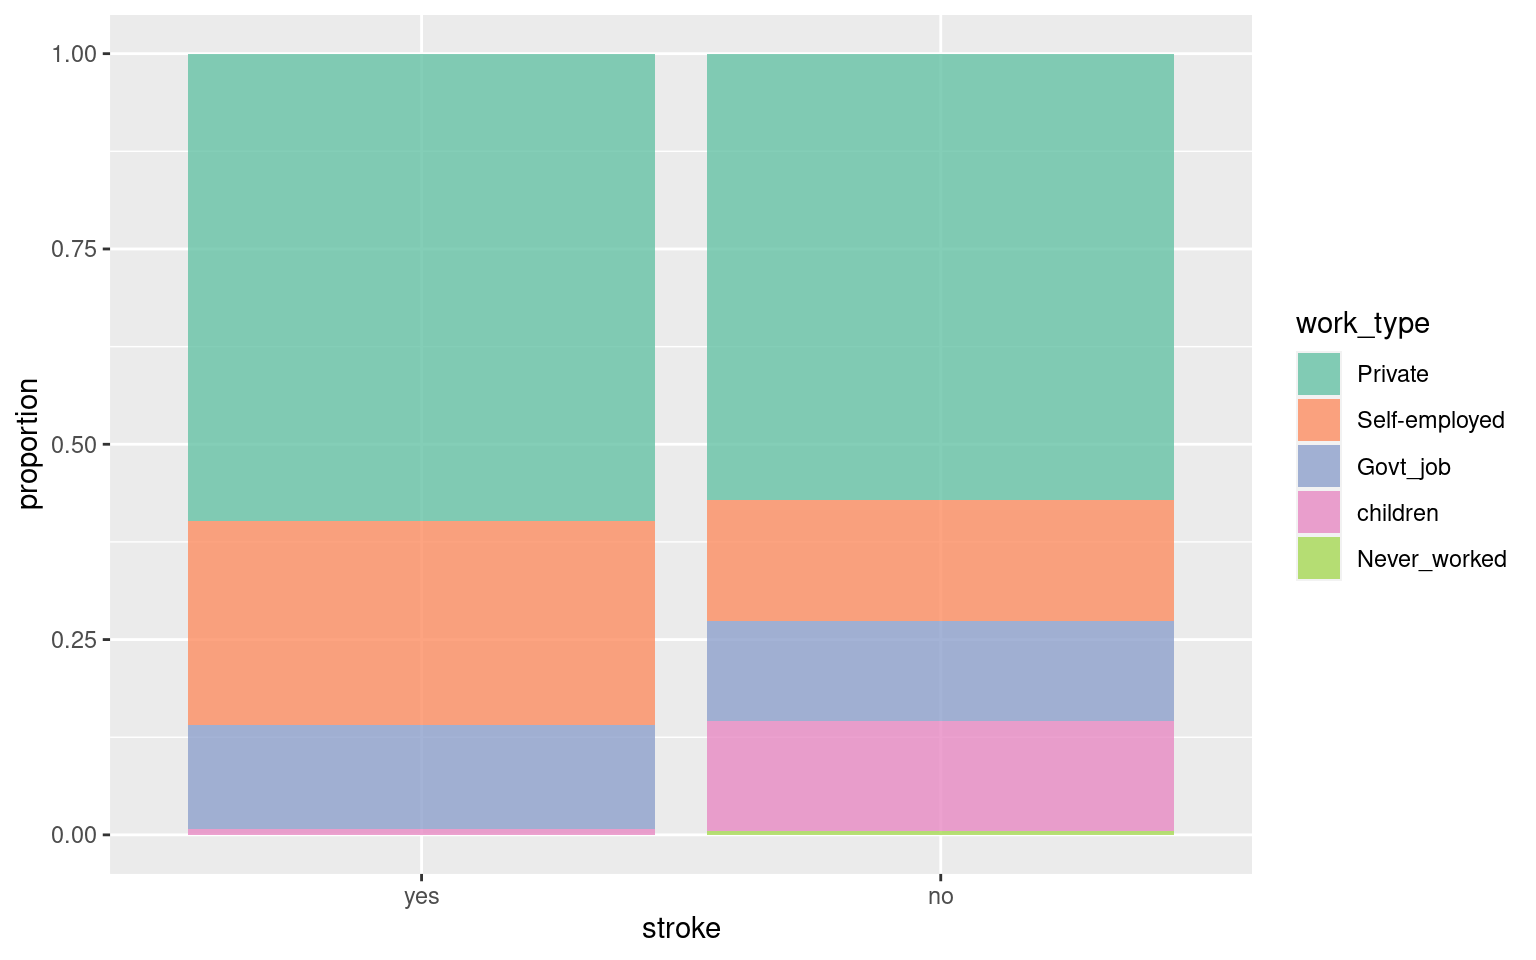 proportion
1.00
0.75
0.50
0.25
0.00
yes
no
stroke
work_type
Private
Self-employed
Govt_job
children
Never_worked